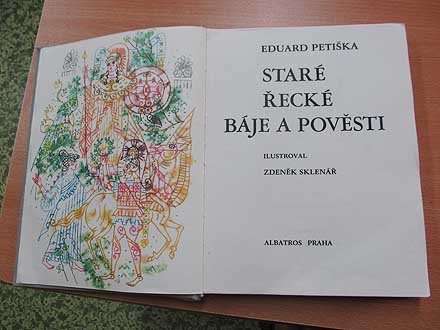 EDUARD PETIŠKA
STARÉ
ŘECKÉ
BÁJE A POVĚSTI
ILUSTROVAL
ZDENĚK SKLENÁŘ
ALBATROS PRAHA